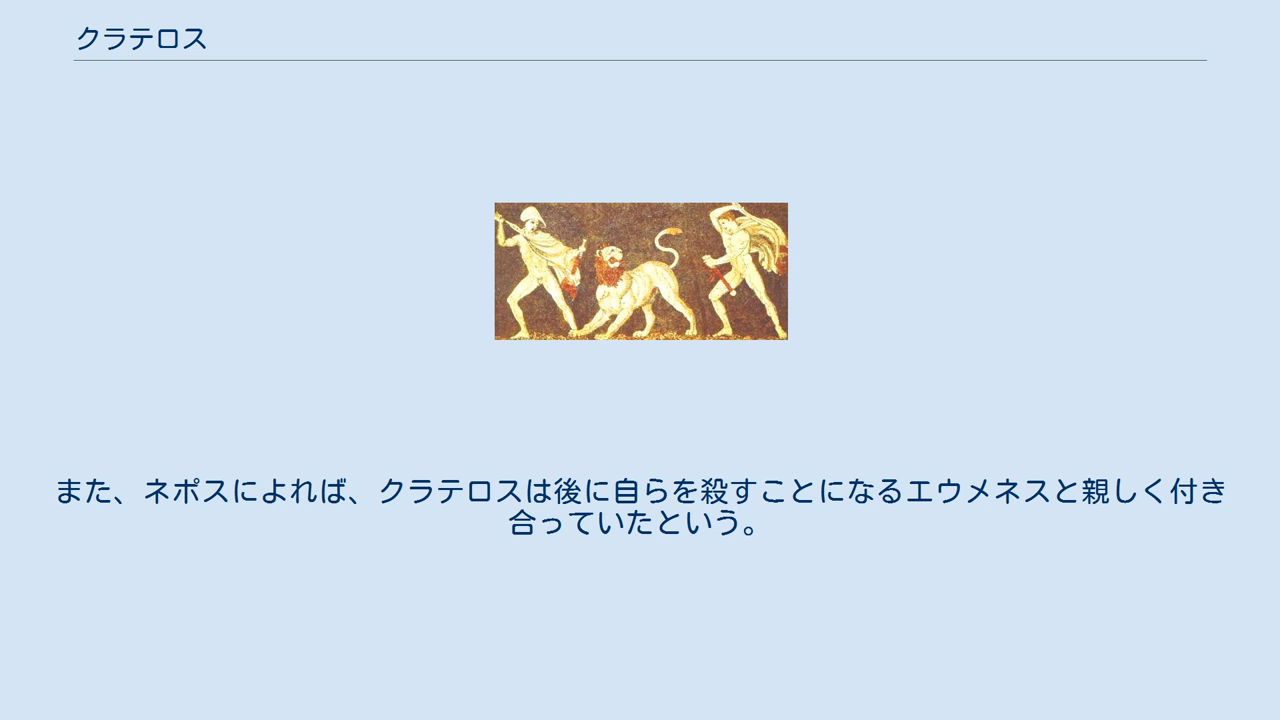 クラテロス
また、ネポスによれば、クラテロスは後に自らを殺すことになるエウメネスと親しく付き
合っていたという。